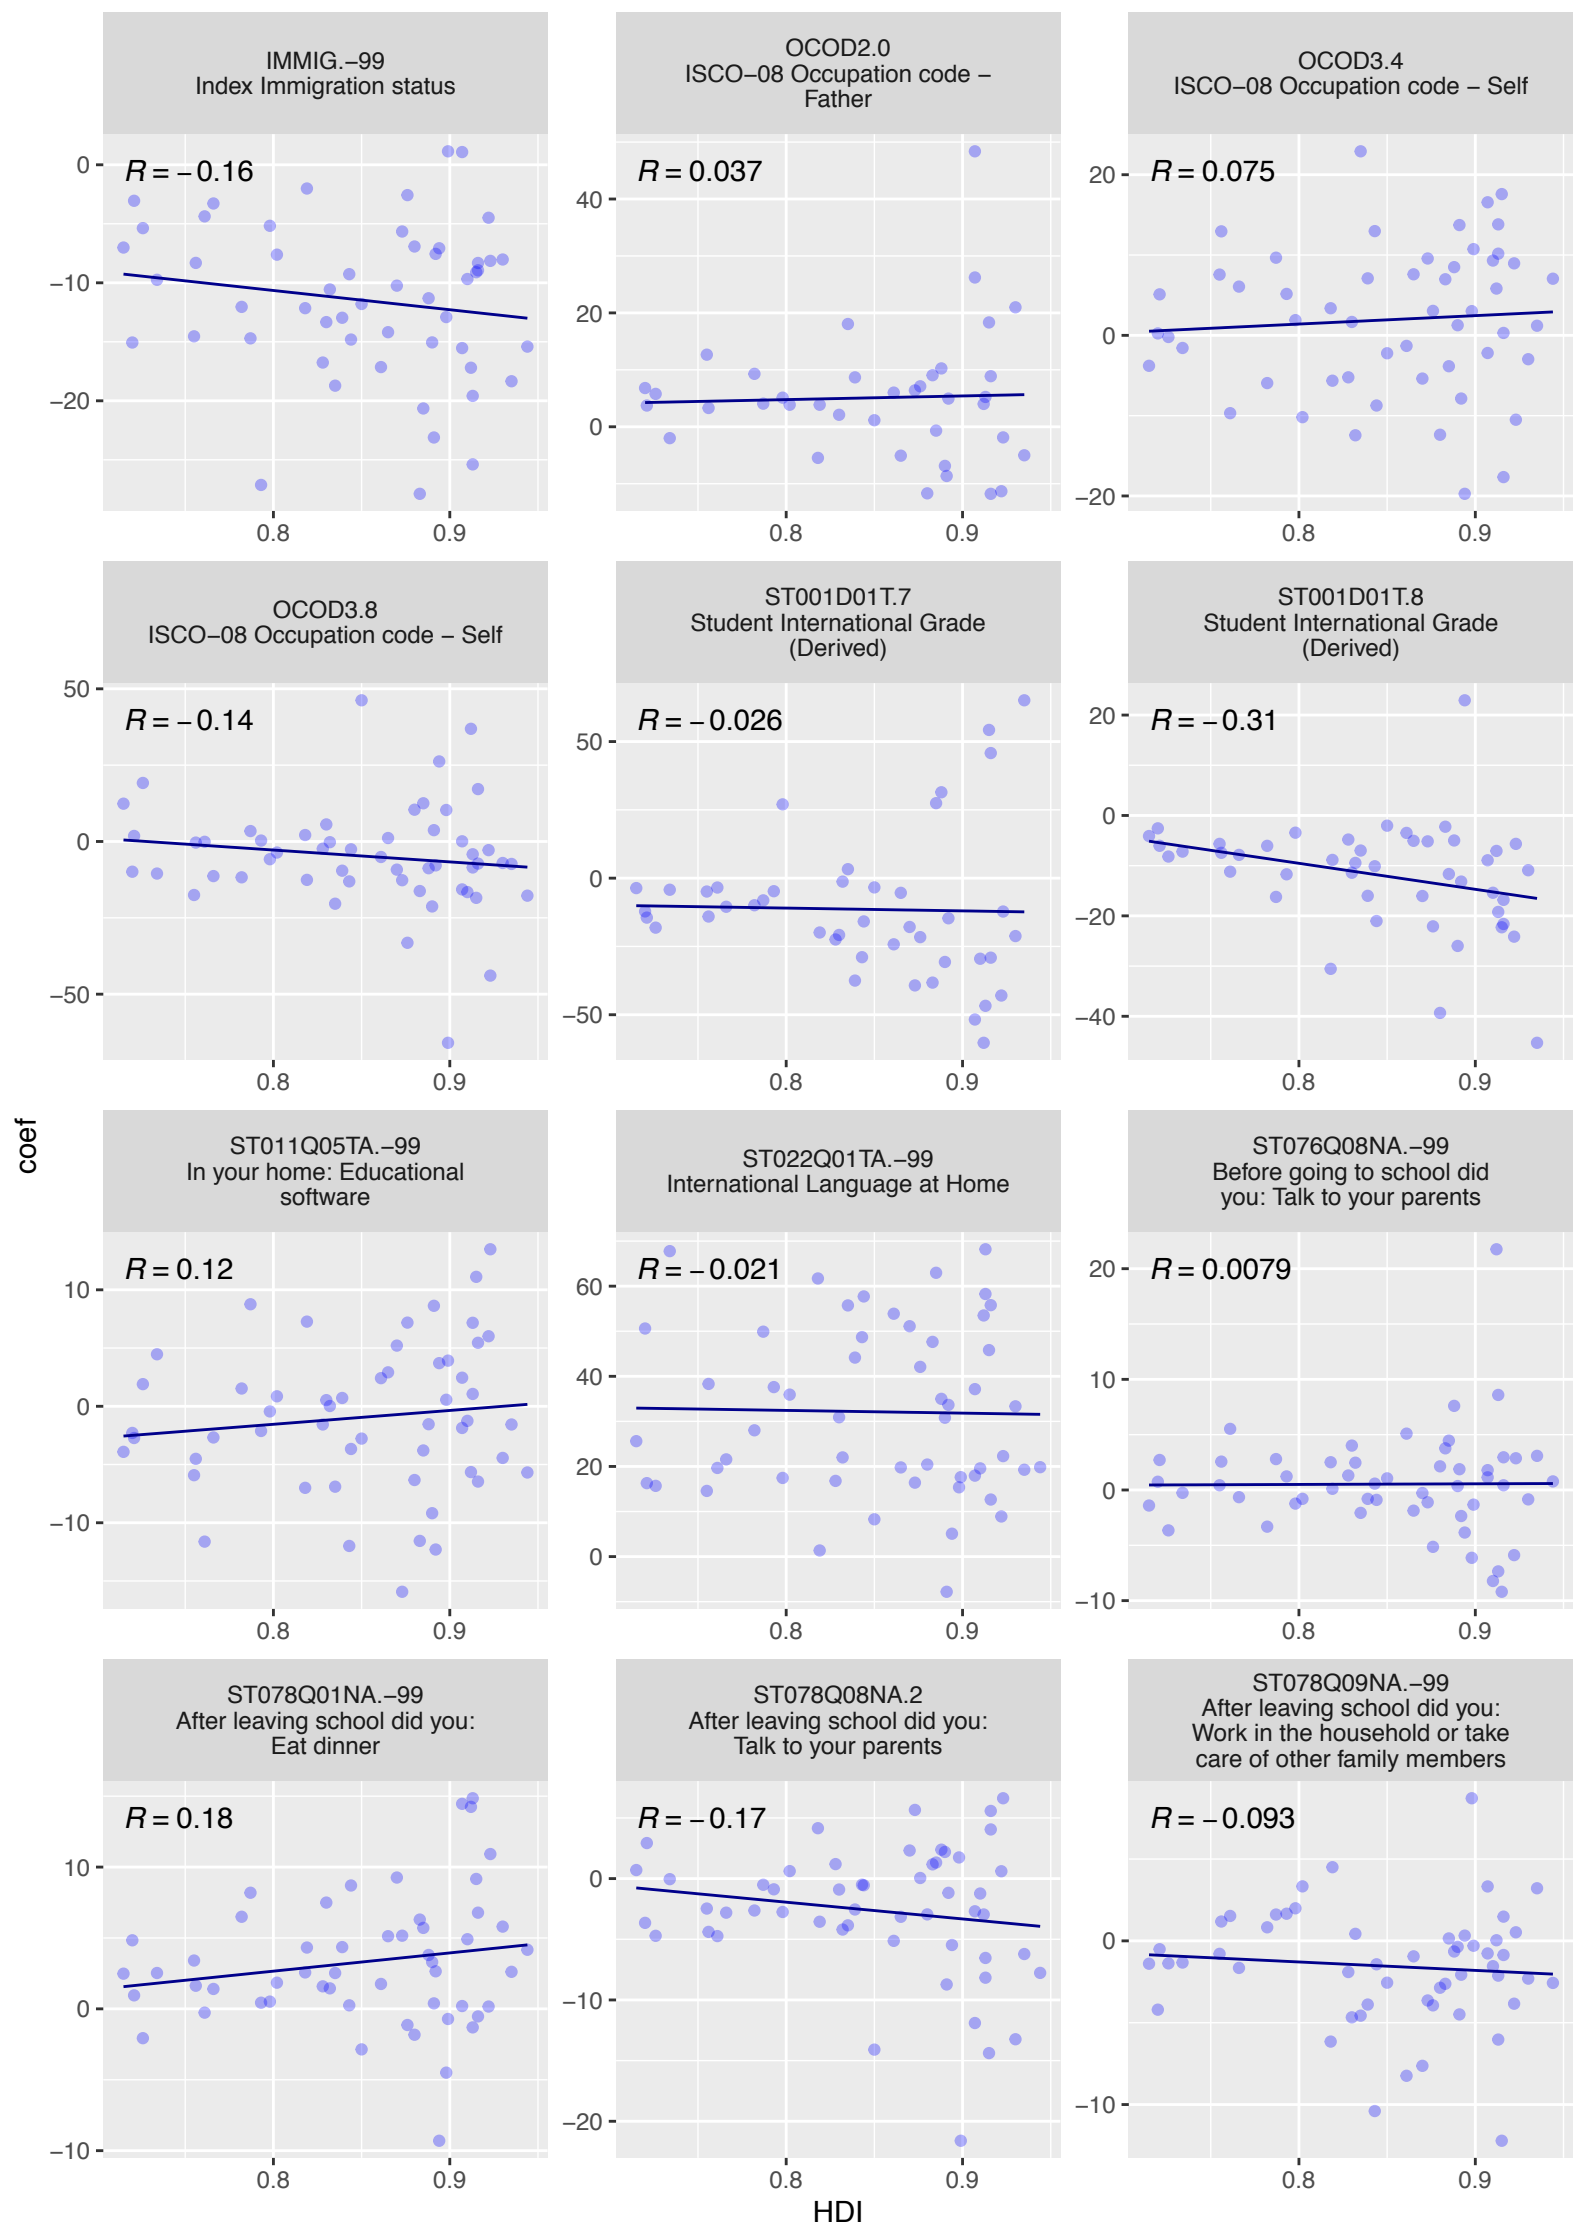 IMMIG.−99
Index Immigration status
OCOD2.0
ISCO−08 Occupation code −
Father
OCOD3.4
ISCO−08 Occupation code − Self
R = −0.16
R = 0.037
R = 0.075
0
−10
−20
40
20
0
20
0
−20
0.8
0.9
0.8
0.9
0.8
0.9
OCOD3.8
ISCO−08 Occupation code − Self
ST001D01T.7
Student International Grade
(Derived)
ST001D01T.8
Student International Grade
(Derived)
R = −0.14
R = −0.026
R = −0.31
50
0
−50
50
0
−50
20
0
−20
−40
0.8
0.9
0.8
0.9
0.8
0.9
coef
ST011Q05TA.−99
In your home: Educational
software
ST022Q01TA.−99
International Language at Home
ST076Q08NA.−99
Before going to school did
you: Talk to your parents
R = 0.12
R = −0.021
R = 0.0079
10
0
−10
60
40
20
0
20
10
0
−10
0.8
0.9
0.8
0.9
0.8
0.9
ST078Q01NA.−99
After leaving school did you:
Eat dinner
ST078Q08NA.2
After leaving school did you:
Talk to your parents
ST078Q09NA.−99
After leaving school did you:
Work in the household or take
care of other family members
R = 0.18
R = −0.17
R = −0.093
10
0
−10
0
−10
−20
0
−10
0.8
0.9
0.8
0.9
0.8
0.9
HDI